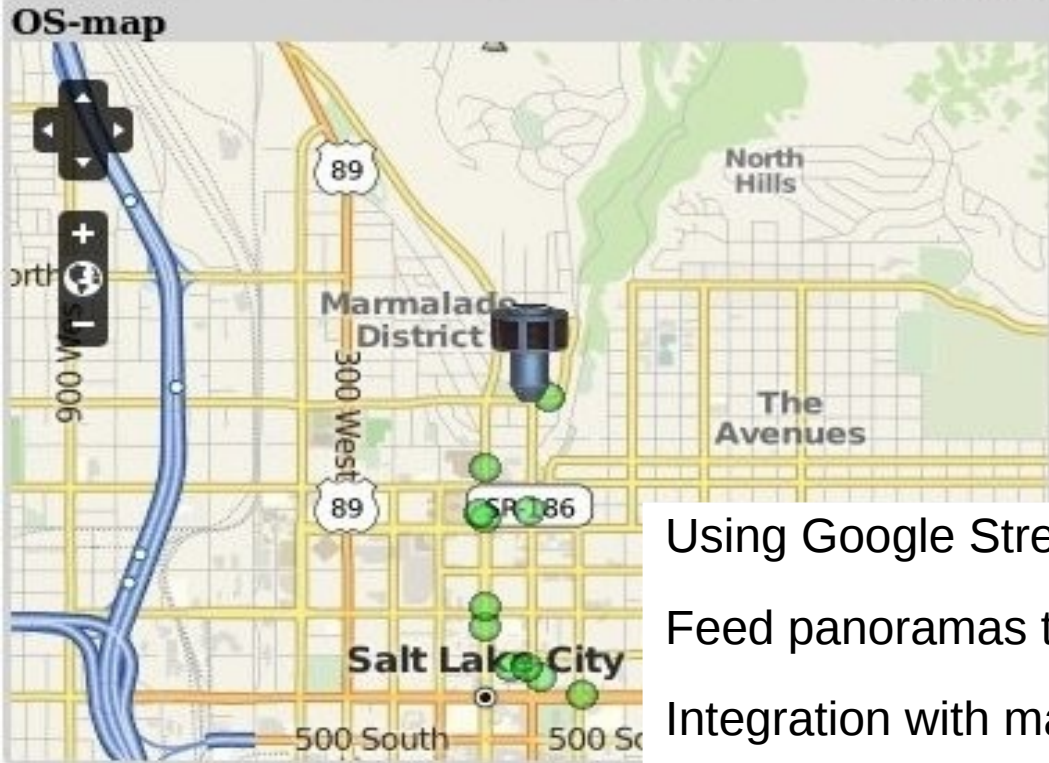 OS-map
89
North
Hills
Marmalade
District
300 West
The
Avenues
89
SR-186
Salt Lake City
500 South
Using Google Stre
Feed panoramas t
Integration with ma